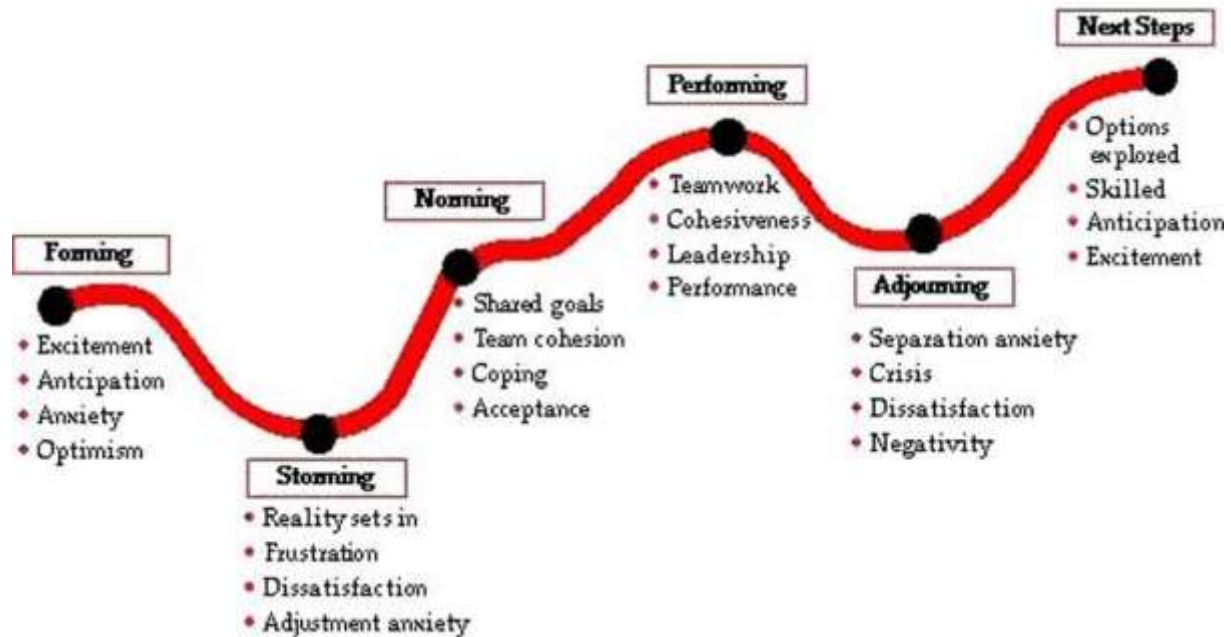 Forming
• Excitement
• Antcipation
• Anxiety
• Optimism
Storming
• Reality sets in
• Frustration
• Dissatisfaction
• Adjustment anxiety
Norming
• Shared goals
• Team cohesion
• Coping
• Acceptance
Performing
• Teamwork
• Cohesiveness
• Leadership
• Performance
Adjourning
• Separation anxiety
• Crisis
• Dissatisfaction
• Negativity
Next Steps
• Options
explored
• Skilled
• Anticipation
• Excitement